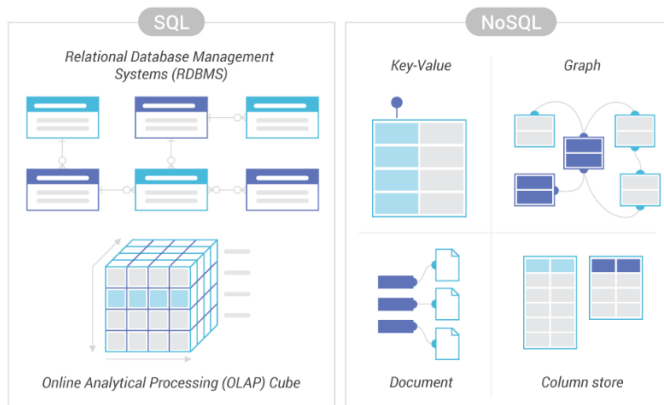 SQL
Relational Database Management
Systems (RDBMS)
Online Analytical Processing (OLAP) Cube
NoSQL
Key-Value
Graph
Document
Column store